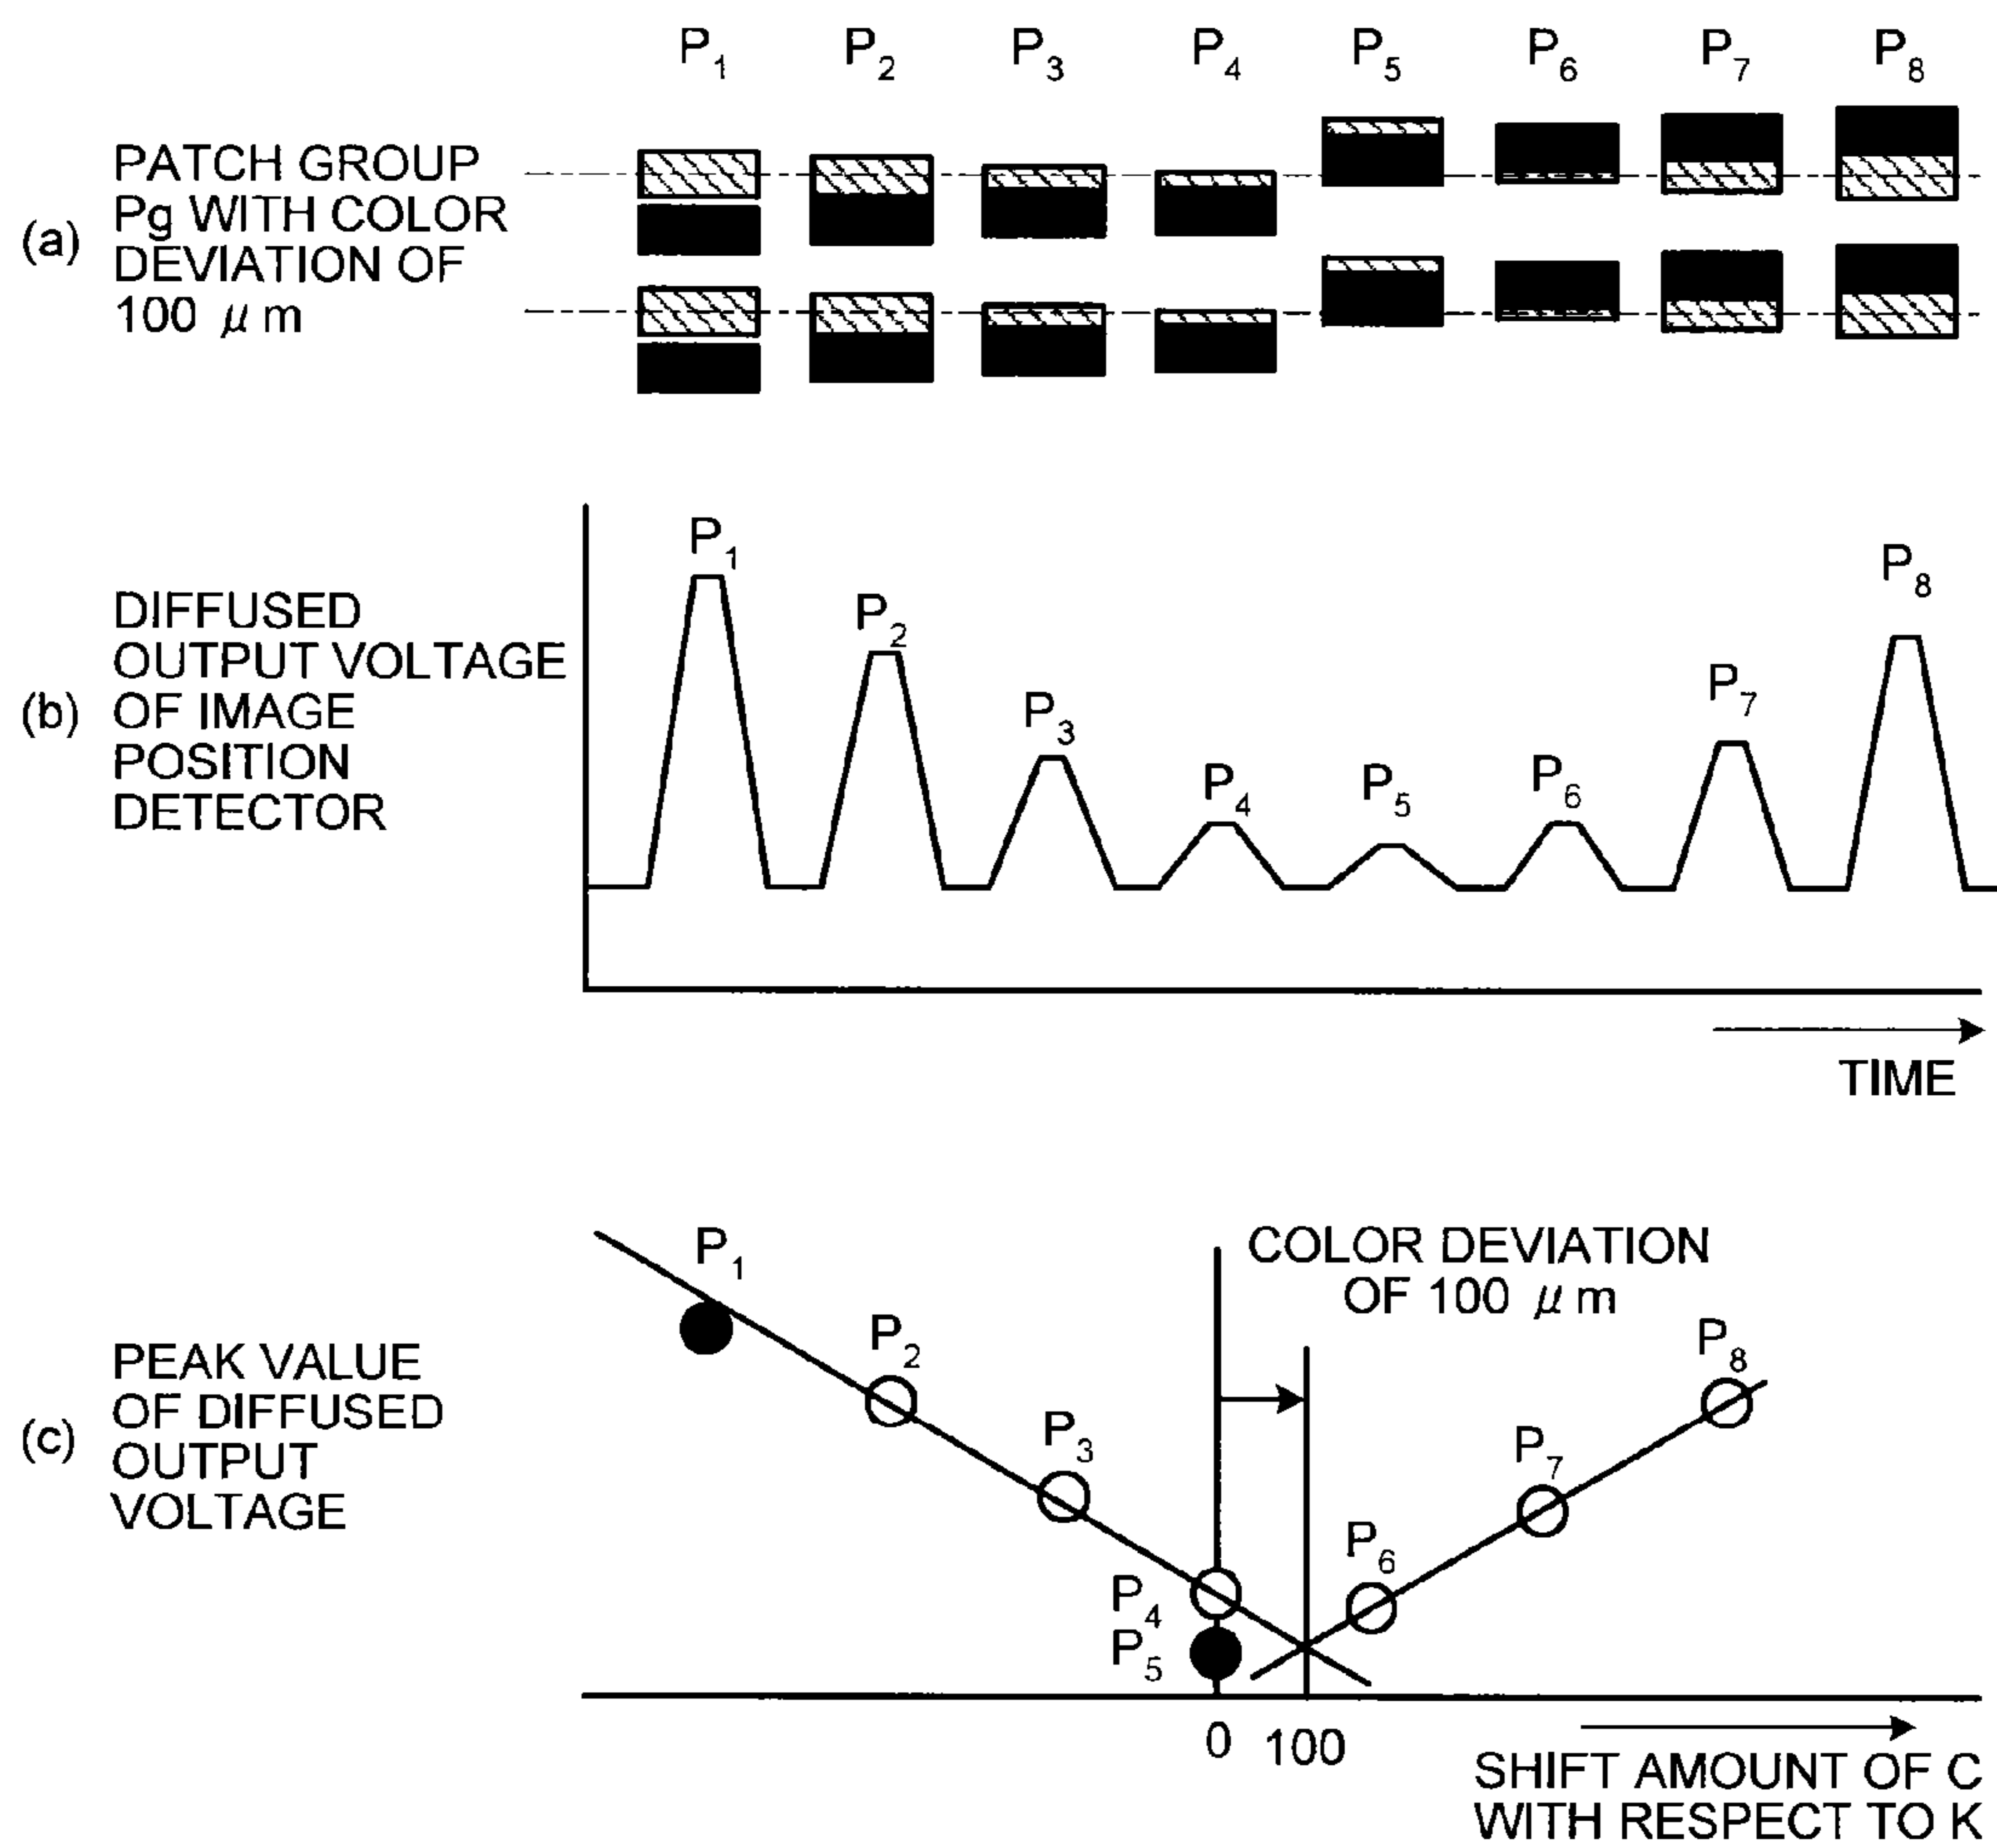 P1 P2 P3 P4 P5 P6 P7 P8
(a)
PATCH GROUP
Pg WITH COLOR
DEVIATION OF
100 μm
(b)
DIFFUSED
OUTPUT VOLTAGE
OF IMAGE
POSITION
DETECTOR
P1
P2
P3
P4
P5
P6
P7
P8
TIME
(c)
PEAK VALUE
OF DIFFUSED
OUTPUT
VOLTAGE
P1
P2
P3
P4
P5
COLOR DEVIATION
OF 100 μm
P6
P7
P8
0 100
SHIFT AMOUNT OF C
WITH RESPECT TO K